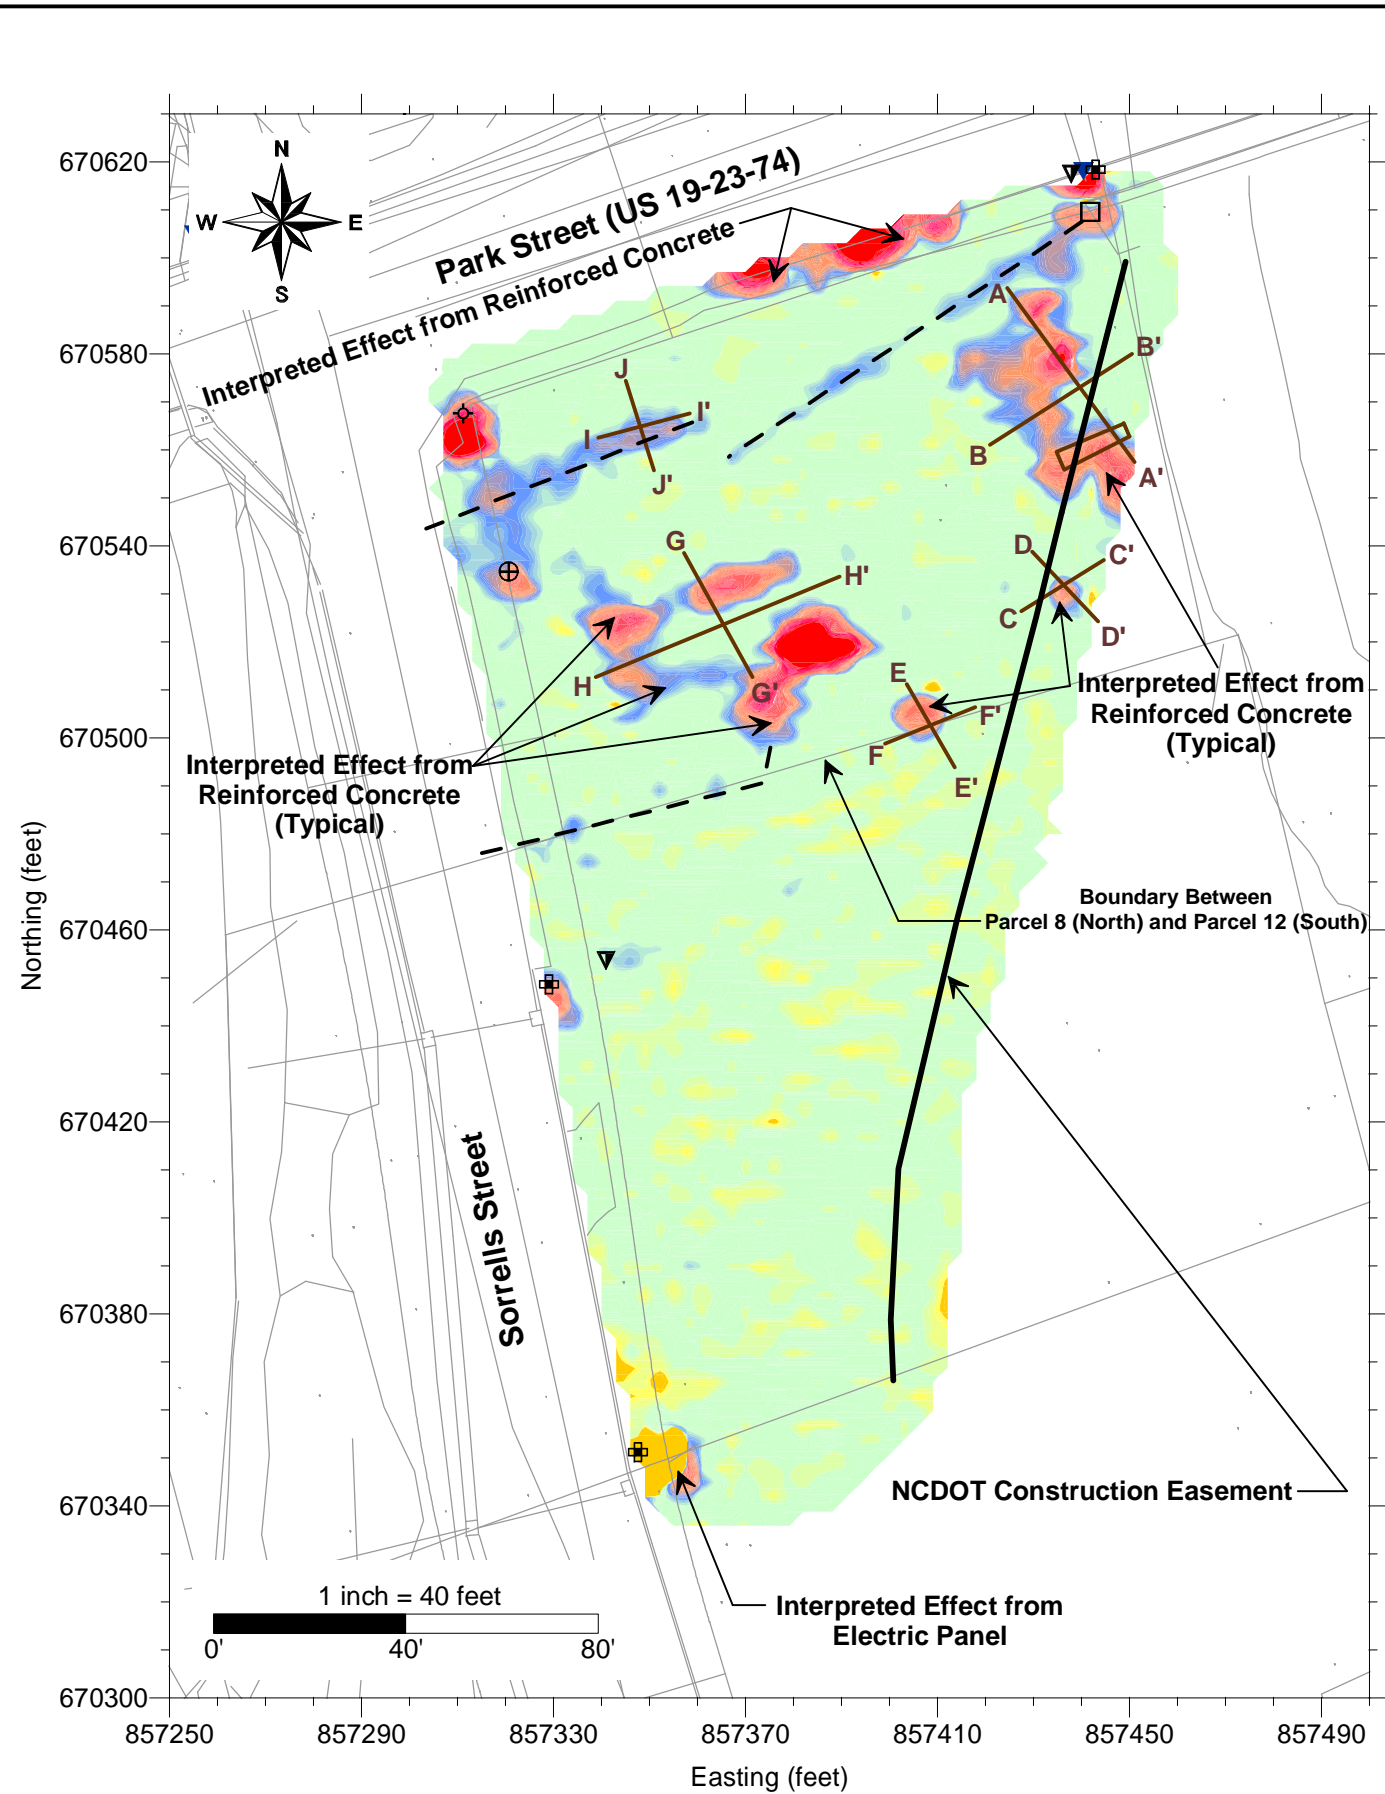 N
W E
S
Park Street (US 19-23-74)
Interpreted Effect from Reinforced Concrete
A
B'
J
I'
I
B
J'
A'
G
D
C'
H'
C
D'
H
G'
E
F'
F
E'
Interpreted Effect from
Reinforced Concrete
(Typical)
Interpreted Effect from
Reinforced Concrete
(Typical)
Boundary Between
Parcel 8 (North) and Parcel 12 (South)
Sorrells Street
NCDOT Construction Easement
Interpreted Effect from
Electric Panel
1 inch = 40 feet
0' 40' 80'
670620
670580
670540
670500
670460
670420
670380
670340
670300
Northing (feet)
857250 857290 857330 857370 857410 857450 857490
Easting (feet)